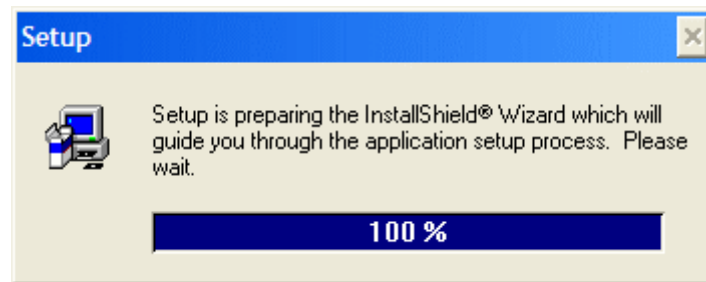 Setup
Setup is preparing the InstallShield® Wizard which will
guide you through the application setup process.  Please
wait.
100 %